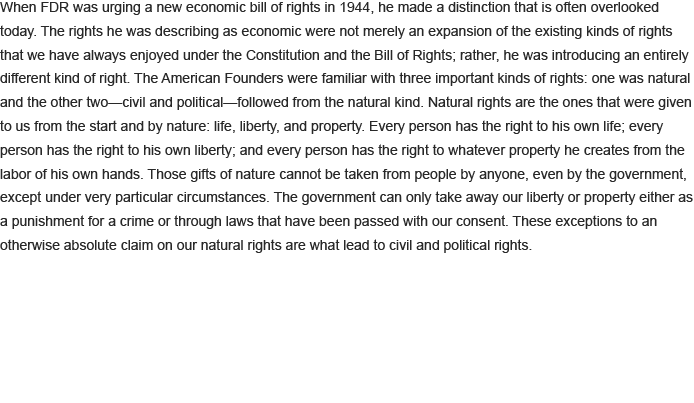 When FDR was urging a new economic bill of rights in 1944, he made a distinction that is often overlooked
today. The rights he was describing as economic were not merely an expansion of the existing kinds of rights
that we have always enjoyed under the Constitution and the Bill of Rights; rather, he was introducing an entirely
different kind of right. The American Founders were familiar with three important kinds of rights: one was natural
and the other two—civil and political—followed from the natural kind. Natural rights are the ones that were given
to us from the start and by nature: life, liberty, and property. Every person has the right to his own life; every
person has the right to his own liberty; and every person has the right to whatever property he creates from the
labor of his own hands. Those gifts of nature cannot be taken from people by anyone, even by the government,
except under very particular circumstances. The government can only take away our liberty or property either as
a punishment for a crime or through laws that have been passed with our consent. These exceptions to an
otherwise absolute claim on our natural rights are what lead to civil and political rights.